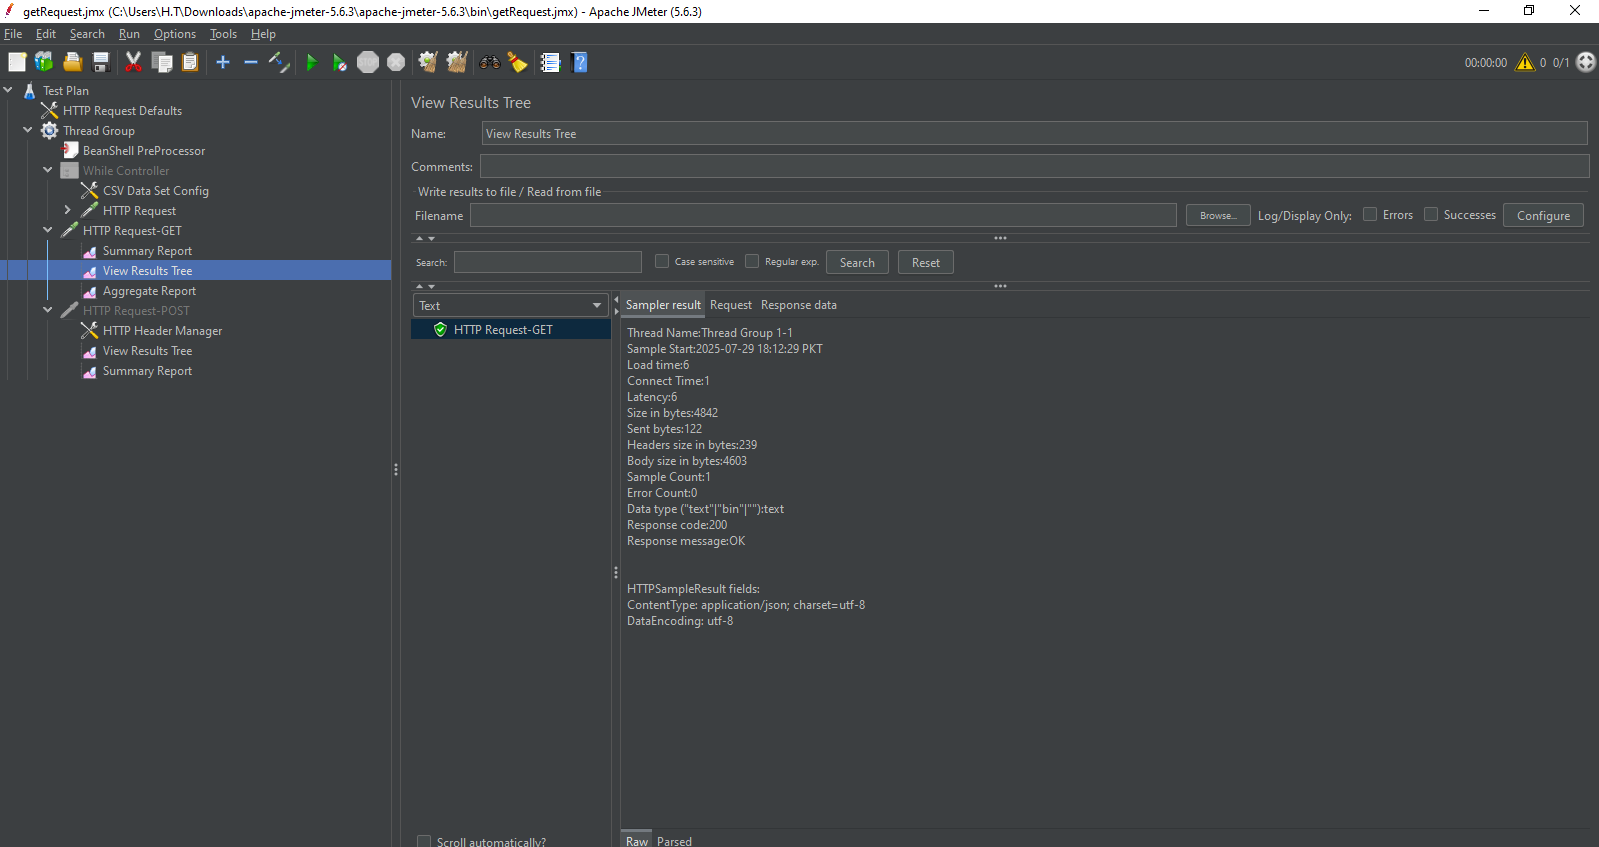 getRequest.jmx (C:\Users\H.T\Downloads\apache-jmeter-5.6.3\apache-jmeter-5.6.3\bin\getRequest.jmx) - Apache JMeter (5.6.3)
File Edit Search Run Options Tools Help
STOP 00:00:00 0 0/1
Test Plan
HTTP Request Defaults
Thread Group
BeanShell PreProcessor
While Controller
CSV Data Set Config
HTTP Request
HTTP Request-GET
Summary Report
View Results Tree
Aggregate Report
HTTP Request-POST
HTTP Header Manager
View Results Tree
Summary Report
View Results Tree
Name: View Results Tree
Comments:
Write results to file / Read from file
Filename Browse... Log/Display Only: Errors Successes Configure
Search: Case sensitive Regular exp. Search Reset
Text
HTTP Request-GET
Scroll automatically?
Sampler result Request Response data
Thread Name:Thread Group 1-1
Sample Start:2025-07-29 18:12:29 PKT
Load time:6
Connect Time:1
Latency:6
Size in bytes:4842
Sent bytes:122
Headers size in bytes:239
Body size in bytes:4603
Sample Count:1
Error Count:0
Data type ("text"|"bin"|""):text
Response code:200
Response message:OK
HTTPSampleResult fields:
ContentType: application/json; charset=utf-8
DataEncoding: utf-8
Raw Parsed